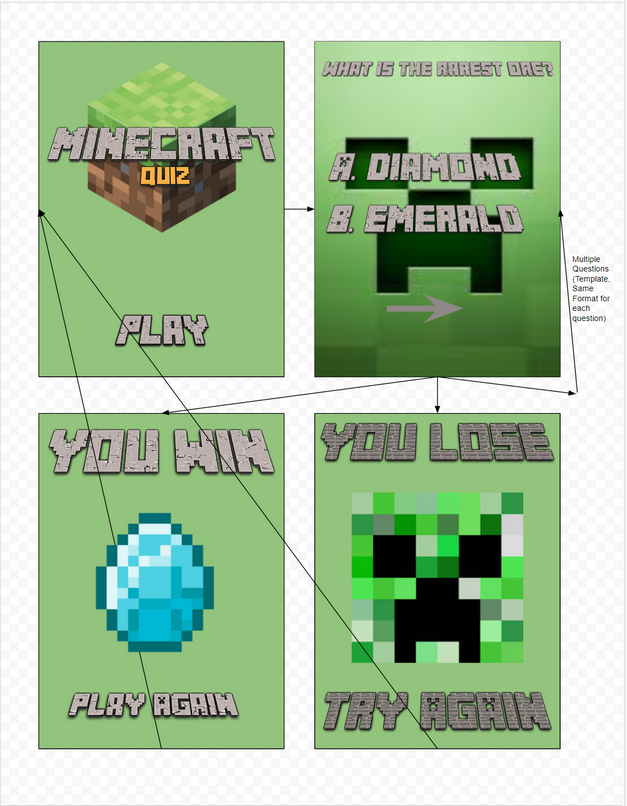 MINECRAFT
QUIZ
PLAY
WHAT IS THE RAREST ORE?
A. DIAMOND
B. EMERALD
Multiple
Questions
(Template,
Same
Format for
each
question)
YOU WIN
PLAY AGAIN
YOU LOSE
TRY AGAIN